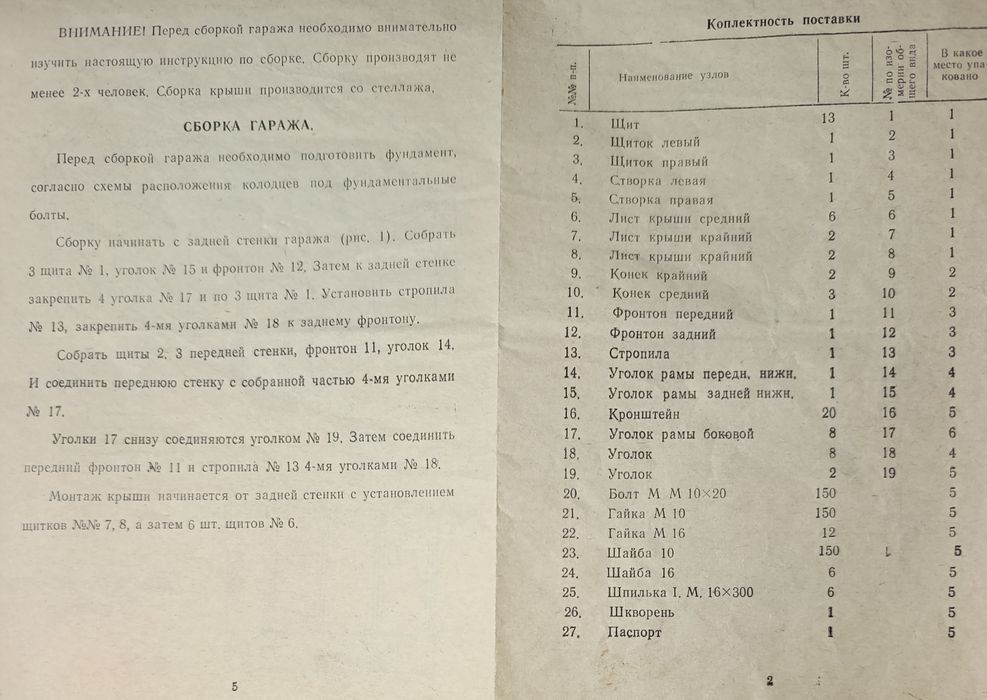 ВНИМАНИЕ! Перед сборкой гаража необходимо внимательно
изучить настоящую инструкцию по сборке. Сборку производят не
менее 2-х человек. Сборка крыши производится со стеллажа.
СБОРКА ГАРАЖА.
Перед сборкой гаража необходимо подготовить фундамент,
согласно схемы расположения колодцев под фундаментальные
болты.
Сборку начинать с задней стенки гаража (рис. 1). Собрать
3 щита № 1, уголок № 15 и фронтон № 12. Затем к задней стенке
закрепить 4 уголка № 17 и по 3 щита № 1. Установить стропила
№ 13, закрепить 4-мя уголками № 18 к заднему фронтону.
Собрать щиты 2, 3 передней стенки, фронтон 11, уголок 14.
И соединить переднюю стенку с собранной частью 4-мя уголками
№ 17.
Уголки 17 снизу соединяются уголком № 19. Затем соединить
передний фронтон № 11 и стропила № 13 4-мя уголками № 18.
Монтаж крыши начинается от задней стенки с установлением
щитков №№ 7, 8, а затем 6 шт. щитов № 6.
5
Коплектность поставки
№№ п-п. Наименование узлов К-во шт. № по изо- В какое
мерии об- место упа-
щего вида ковано
1. Щит 13 1 1
2. Щиток левый 1 2 1
3. Щиток правый 1 3 1
4. Створка левая 1 4 1
5. Створка правая 1 5 1
6. Лист крыши средний 6 6 1
7. Лист крыши крайний 2 7 1
8. Лист крыши крайний 2 8 1
9. Конек крайний 2 9 2
10. Конек средний 3 10 2
11. Фронтон передний 1 11 3
12. Фронтон задний 1 12 3
13. Стропила 1 13 3
14. Уголок рамы передн. нижн. 1 14 4
15. Уголок рамы задней нижн. 1 15 4
16. Кронштейн 20 16 5
17. Уголок рамы боковой 8 17 6
18. Уголок 8 18 4
19. Уголок 2 19 5
20. Болт М М 10×20 150 5
21. Гайка М 10 150 5
22. Гайка М 16 12 5
23. Шайба 10 150 5
24. Шайба 16 6 5
25. Шпилька I. М. 16×300 6 5
26. Шкворень 1 5
27. Паспорт 1 5
2